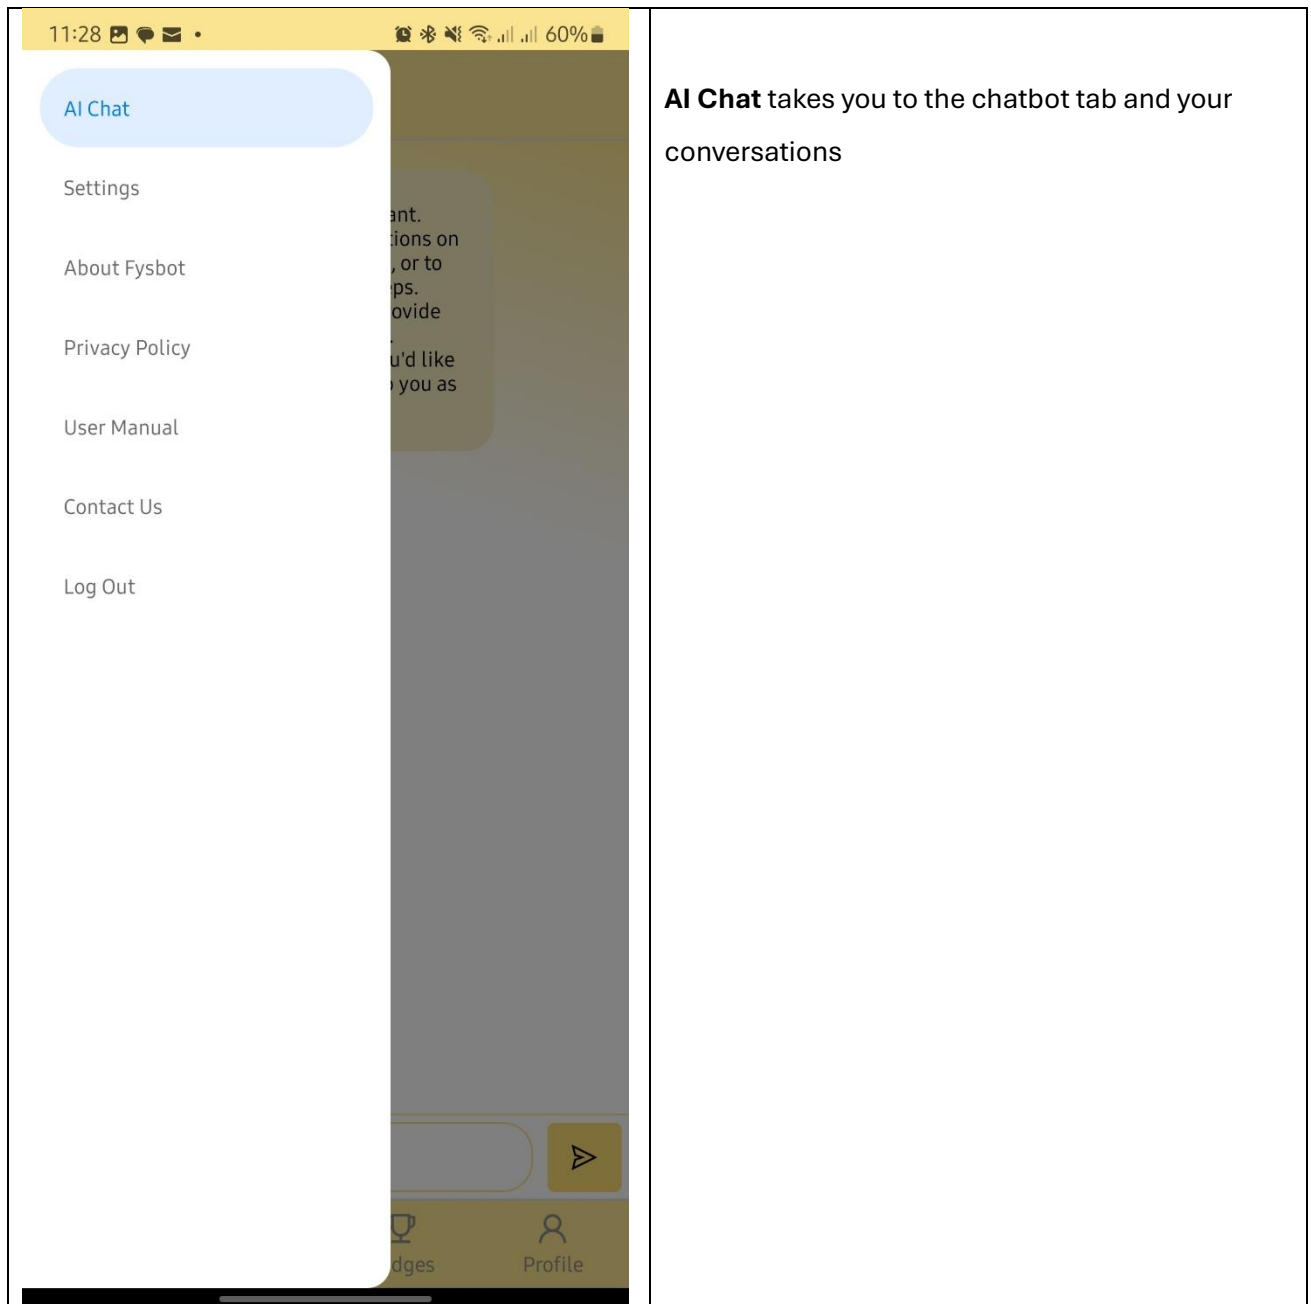 11:28
60%
AI Chat
Settings
About Fysbot
Privacy Policy
User Manual
Contact Us
Log Out
ant.
tions on
, or to
ps.
ovide
.
u'd like
you as
dges
Profile
AI Chat takes you to the chatbot tab and your
conversations